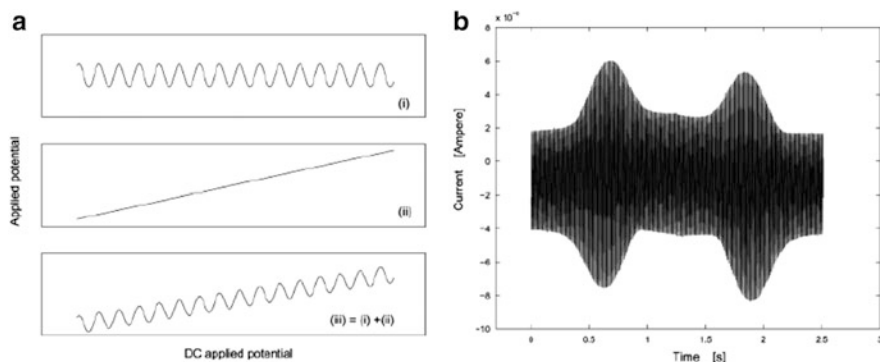 a
(i)
(ii)
(iii) = (i) +(ii)
Applied potential
DC applied potential
b
8
6
4
2
0
-2
-4
-6
-8
-10
Current [Ampere]
0
0.5
1
1.5
2
2.5
3
Time [s]